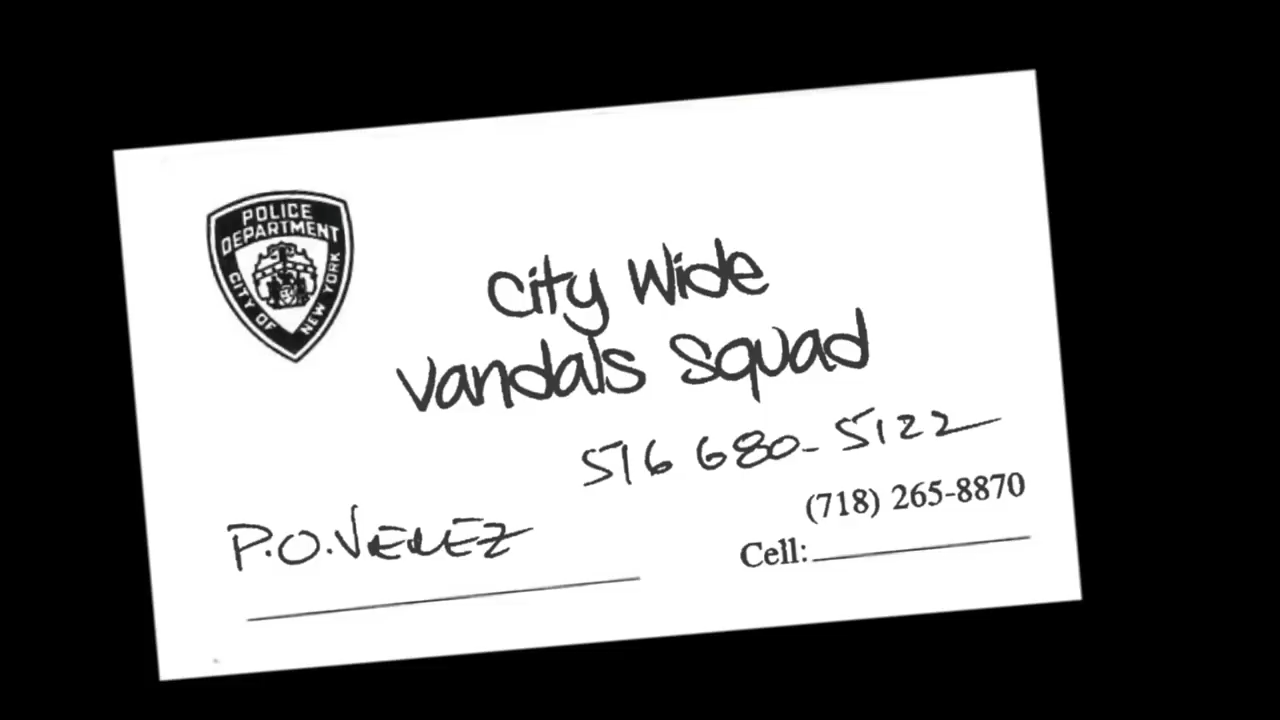 POLICE
DEPARTMENT
CITY OF
NEW YORK
City Wide
Vandals Squad
516 680-5122
(718) 265-8870
P.O. VELEZ
Cell: